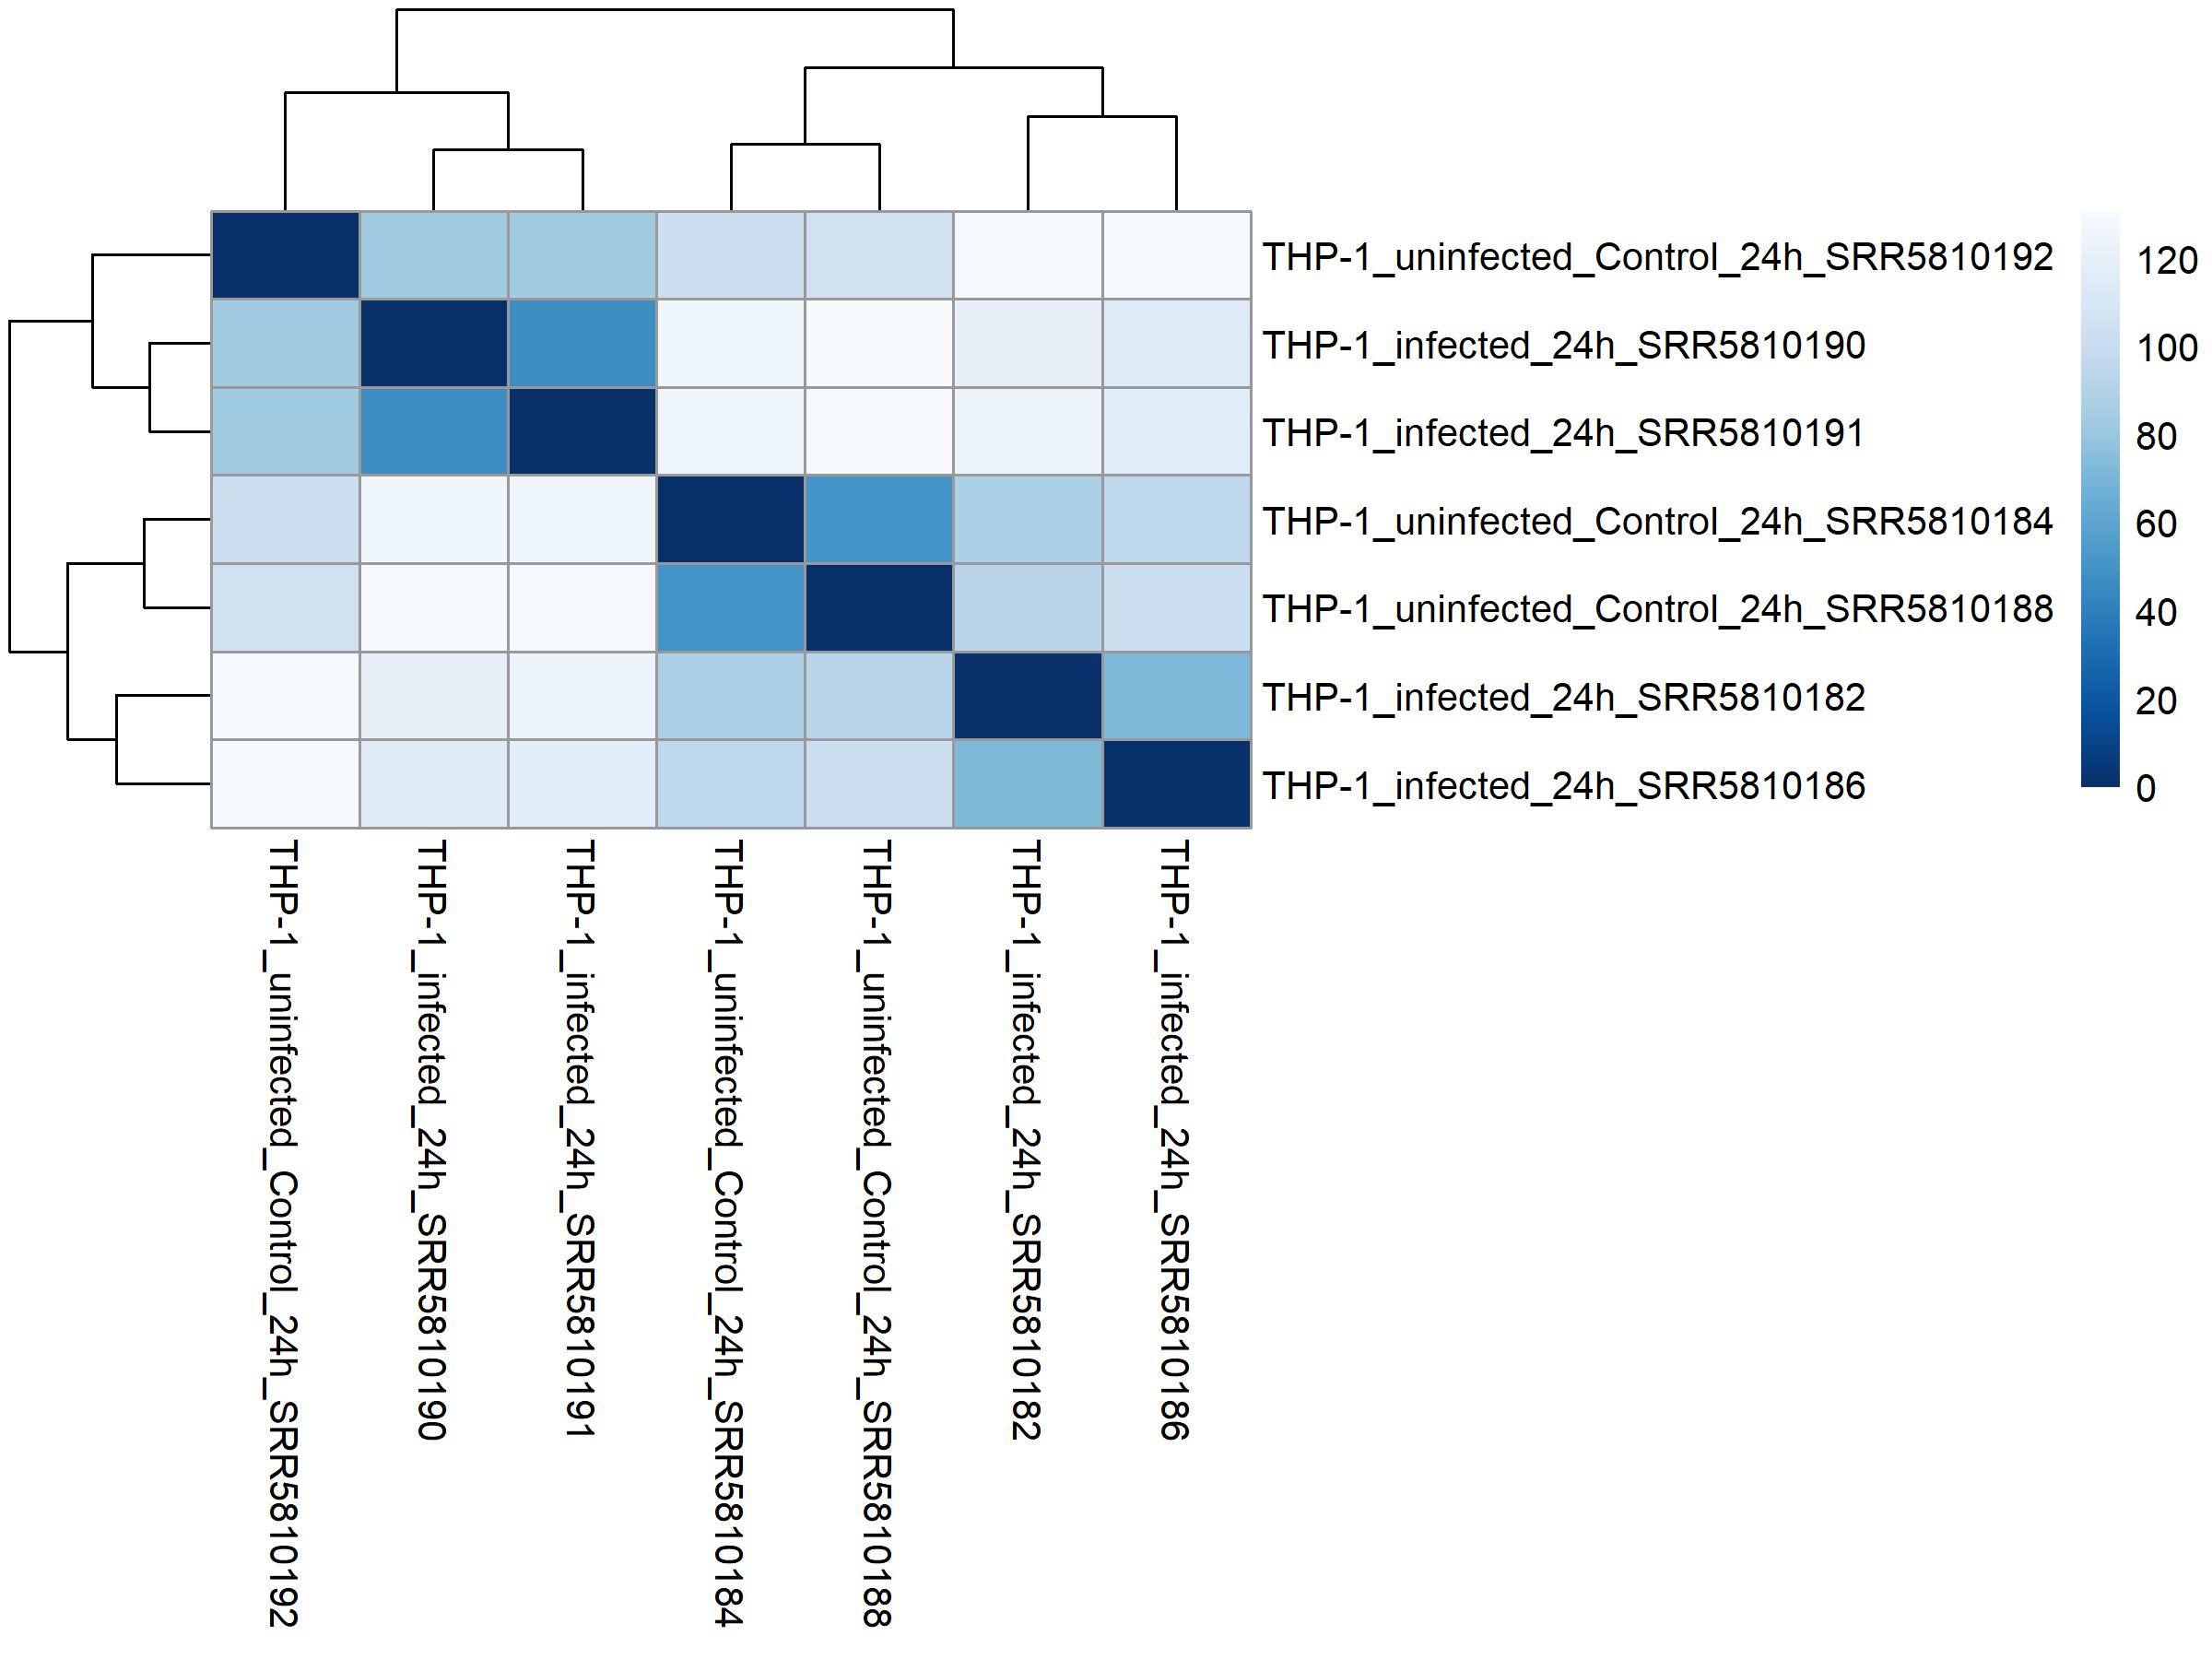 THP-1_uninfected_Control_24h_SRR5810192
THP-1_infected_24h_SRR5810190
THP-1_infected_24h_SRR5810191
THP-1_uninfected_Control_24h_SRR5810184
THP-1_uninfected_Control_24h_SRR5810188
THP-1_infected_24h_SRR5810182
THP-1_infected_24h_SRR5810186
120
100
80
60
40
20
0
THP-1_uninfected_Control_24h_SRR5810192
THP-1_infected_24h_SRR5810190
THP-1_infected_24h_SRR5810191
THP-1_uninfected_Control_24h_SRR5810184
THP-1_uninfected_Control_24h_SRR5810188
THP-1_infected_24h_SRR5810182
THP-1_infected_24h_SRR5810186